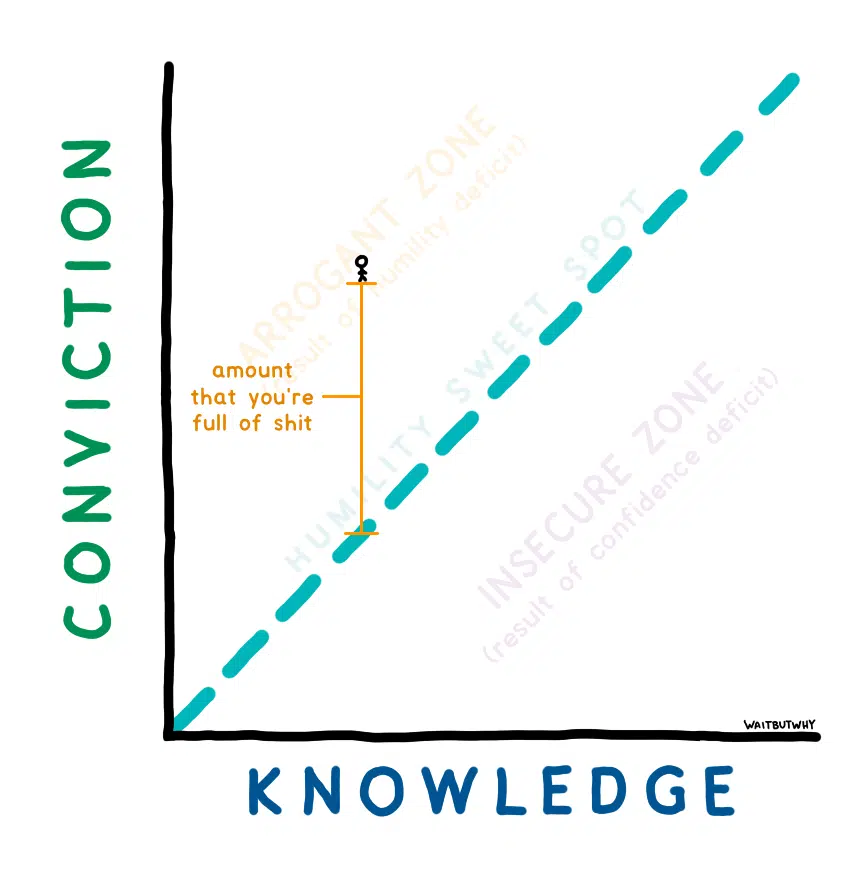 CONVICTION
ARROGANT ZONE
(result of humility deficit)
HUMILITY SWEET SPOT
amount
that you're
full of shit
INSECURE ZONE
(result of confidence deficit)
WAITBUTWHY
KNOWLEDGE